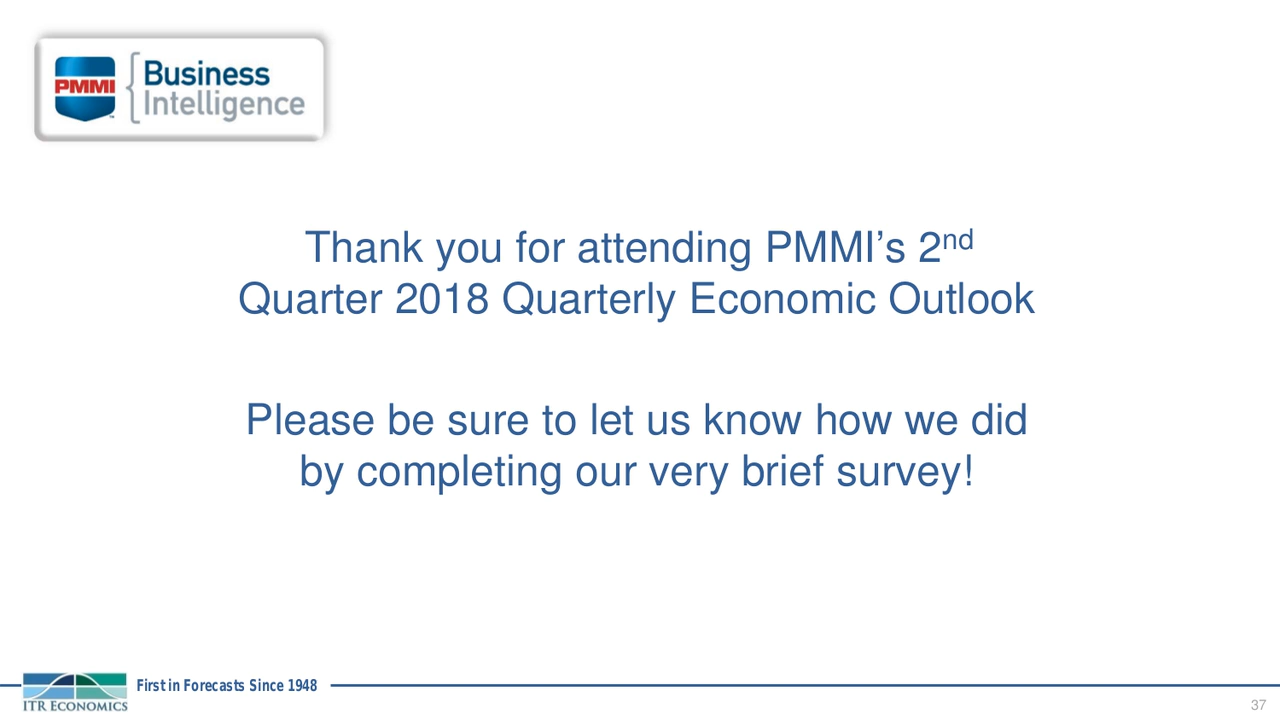 PMMI
Business
Intelligence
Thank you for attending PMMI’s 2nd
Quarter 2018 Quarterly Economic Outlook
Please be sure to let us know how we did
by completing our very brief survey!
First in Forecasts Since 1948
ITR ECONOMICS
37